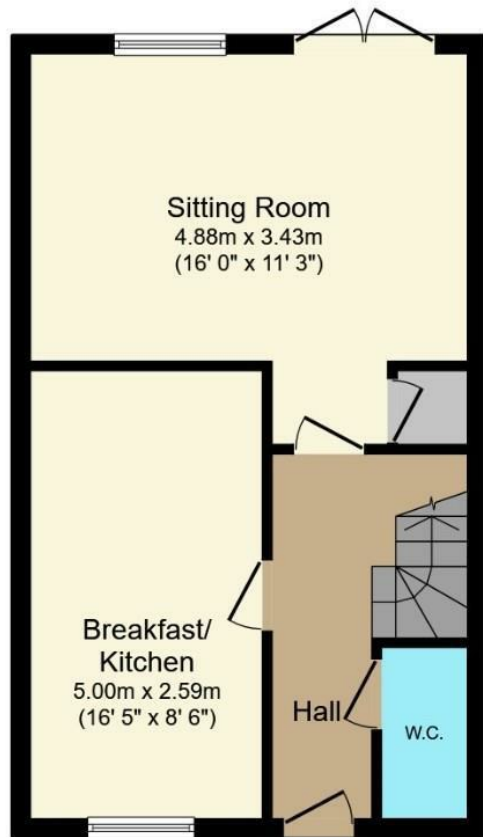 Sitting Room
4.88m x 3.43m
(16' 0" x 11' 3")
Breakfast/
Kitchen
5.00m x 2.59m
(16' 5" x 8' 6")
Hall
W.C.